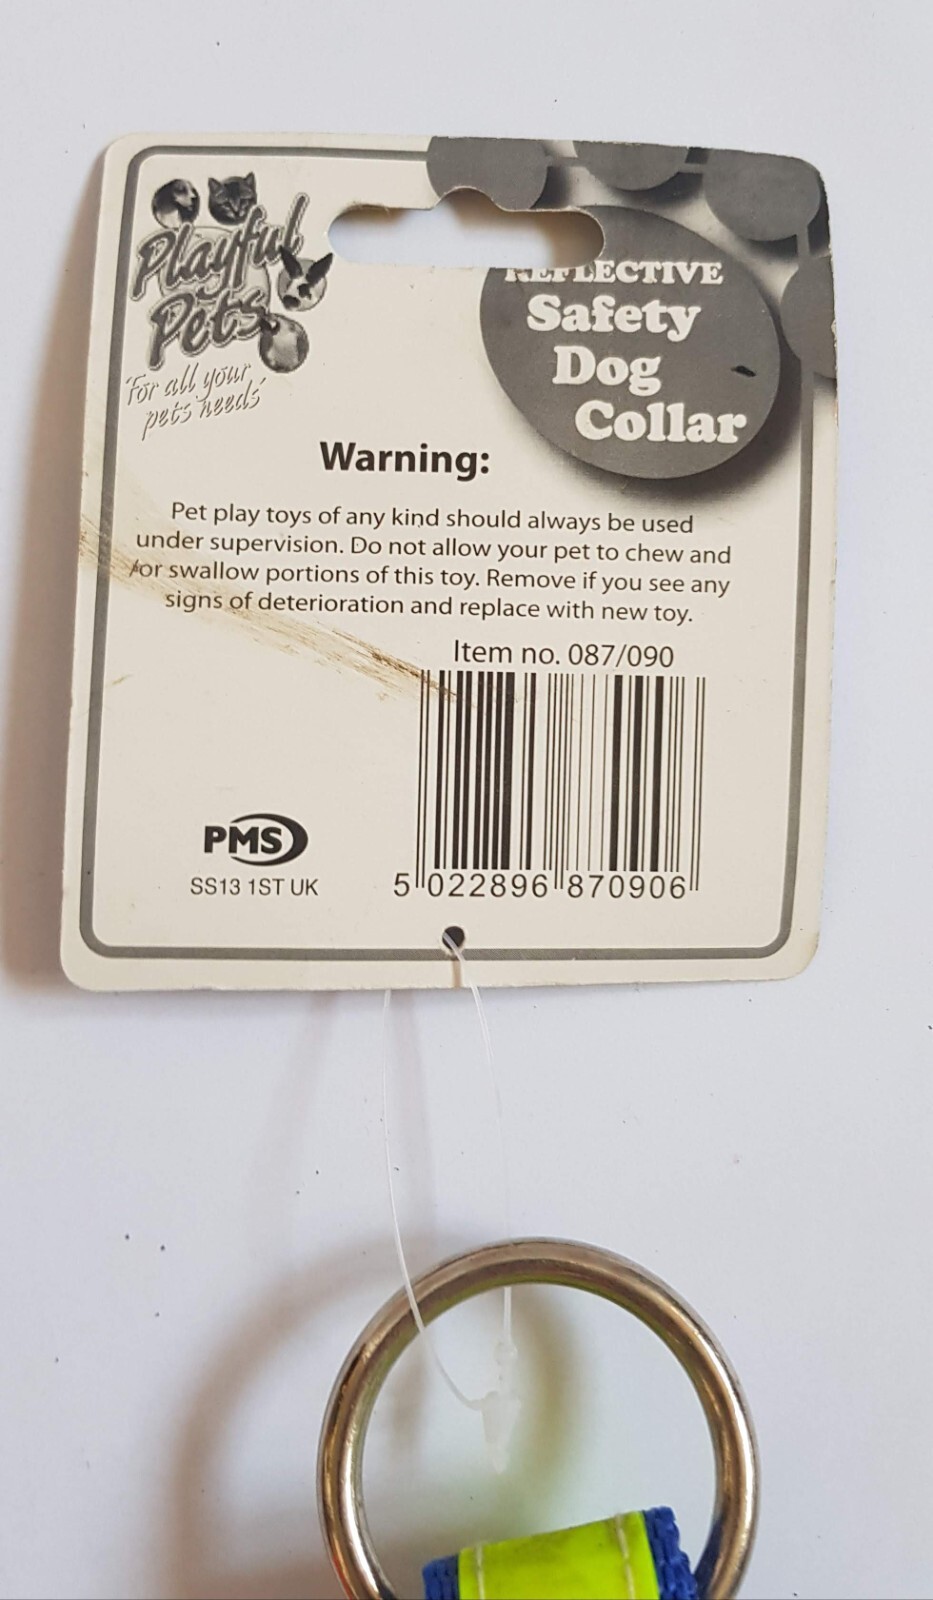 Playful
Pets
'For all your
pets needs'
REFLECTIVE
Safety
Dog
Collar
Warning:
Pet play toys of any kind should always be used
under supervision. Do not allow your pet to chew and
/or swallow portions of this toy. Remove if you see any
signs of deterioration and replace with new toy.
Item no. 087/090
PMS
SS13 1ST UK
5 022896 870906